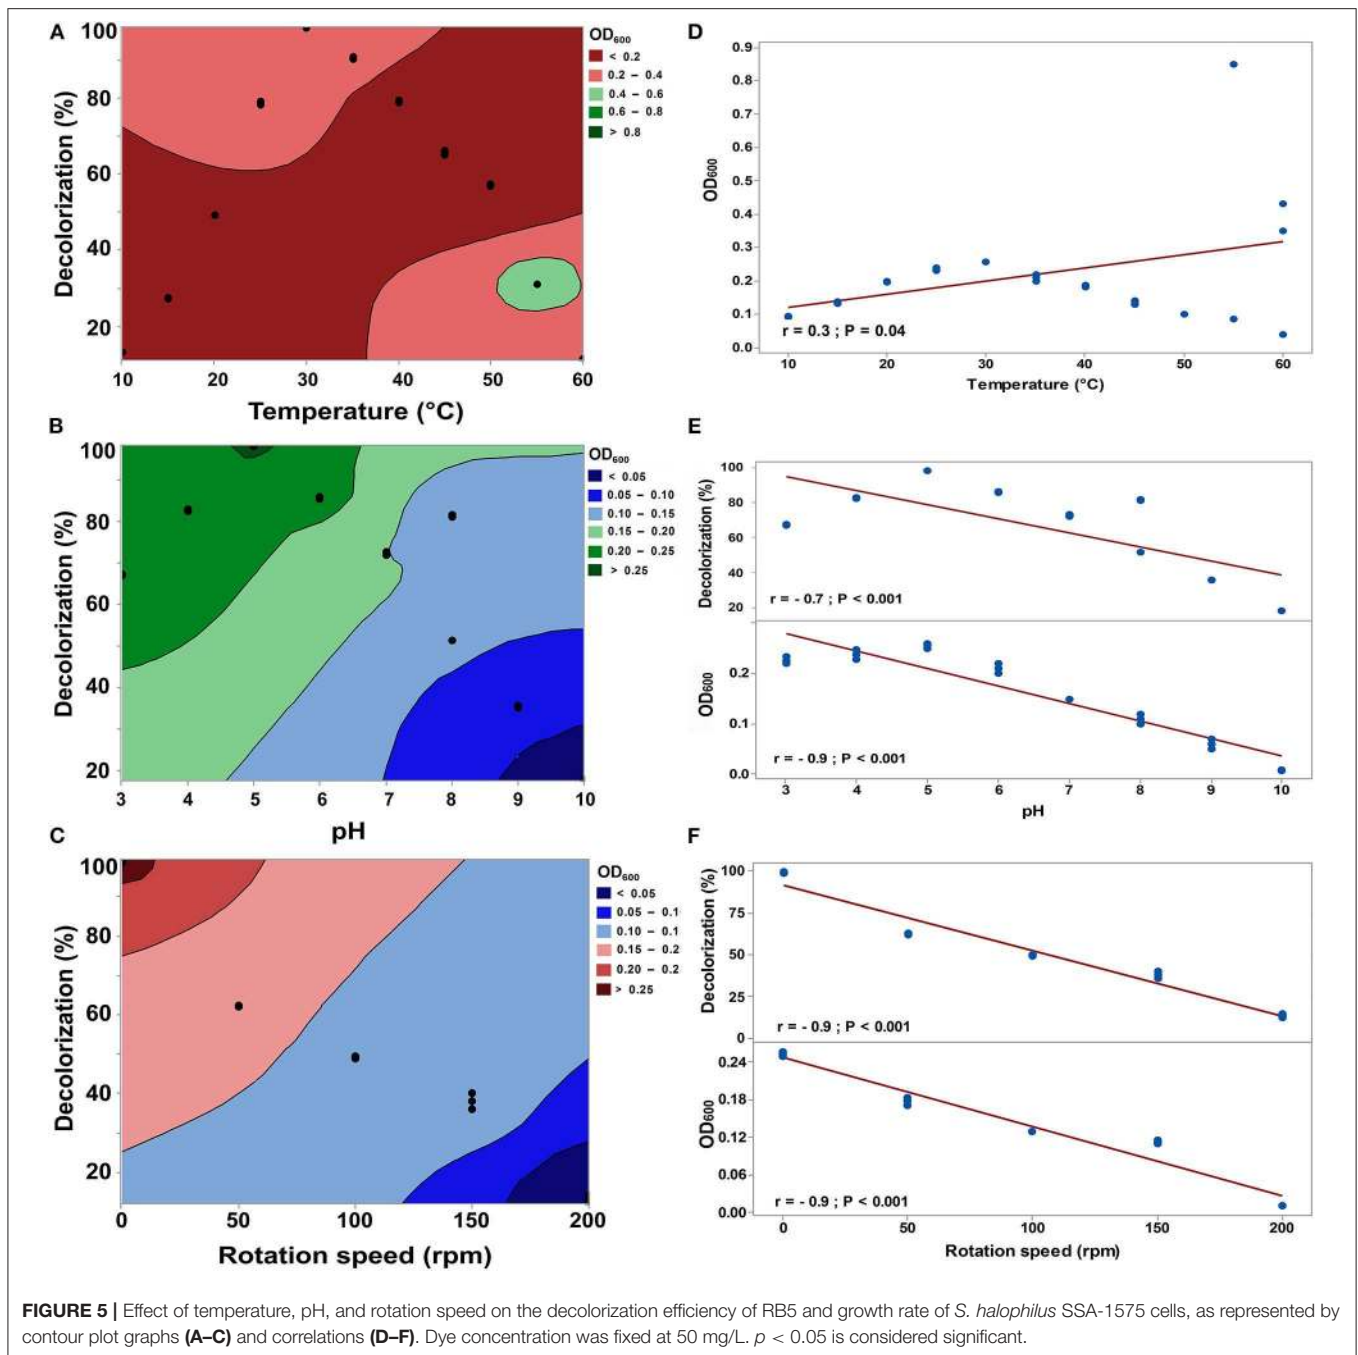 A
Decolorization (%)
100
80
60
40
20
10 20 30 40 50 60
Temperature (°C)
OD600
< 0.2
0.2 – 0.4
0.4 – 0.6
0.6 – 0.8
> 0.8
D
OD600
0.9
0.8
0.7
0.6
0.5
0.4
0.3
0.2
0.1
0.0
r = 0.3 ; P = 0.04
10 20 30 40 50 60
Temperature (°C)
B
Decolorization (%)
100
80
60
40
20
3 4 5 6 7 8 9 10
pH
OD600
< 0.05
0.05 – 0.10
0.10 – 0.15
0.15 – 0.20
0.20 – 0.25
> 0.25
E
Decolorization (%)
100
80
60
40
20
r = - 0.7 ; P < 0.001
OD600
0.2
0.1
0.0
r = - 0.9 ; P < 0.001
3 4 5 6 7 8 9 10
pH
C
Decolorization (%)
100
80
60
40
20
0 50 100 150 200
Rotation speed (rpm)
OD600
< 0.05
0.05 – 0.1
0.10 – 0.1
0.15 – 0.2
0.20 – 0.2
> 0.25
F
Decolorization (%)
100
75
50
25
0
r = - 0.9 ; P < 0.001
OD600
0.24
0.18
0.12
0.06
0.00
r = - 0.9 ; P < 0.001
0 50 100 150 200
Rotation speed (rpm)
FIGURE 5 | Effect of temperature, pH, and rotation speed on the decolorization efficiency of RB5 and growth rate of S. halophilus SSA-1575 cells, as represented by
contour plot graphs (A–C) and correlations (D–F). Dye concentration was fixed at 50 mg/L. p < 0.05 is considered significant.